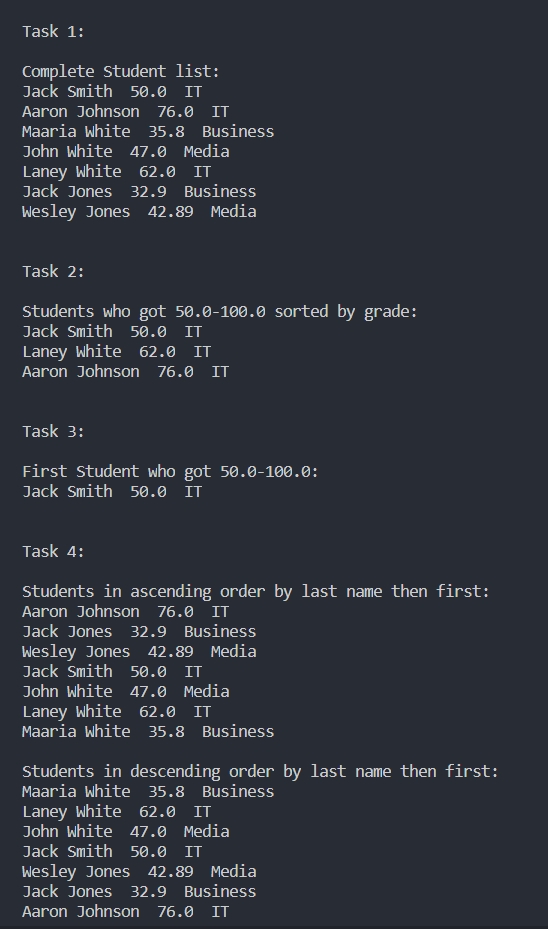 Task 1:
Complete Student list:
Jack Smith  50.0  IT
Aaron Johnson  76.0  IT
Maaria White  35.8  Business
John White  47.0  Media
Laney White  62.0  IT
Jack Jones  32.9  Business
Wesley Jones  42.89  Media
Task 2:
Students who got 50.0-100.0 sorted by grade:
Jack Smith  50.0  IT
Laney White  62.0  IT
Aaron Johnson  76.0  IT
Task 3:
First Student who got 50.0-100.0:
Jack Smith  50.0  IT
Task 4:
Students in ascending order by last name then first:
Aaron Johnson  76.0  IT
Jack Jones  32.9  Business
Wesley Jones  42.89  Media
Jack Smith  50.0  IT
John White  47.0  Media
Laney White  62.0  IT
Maaria White  35.8  Business
Students in descending order by last name then first:
Maaria White  35.8  Business
Laney White  62.0  IT
John White  47.0  Media
Jack Smith  50.0  IT
Wesley Jones  42.89  Media
Jack Jones  32.9  Business
Aaron Johnson  76.0  IT